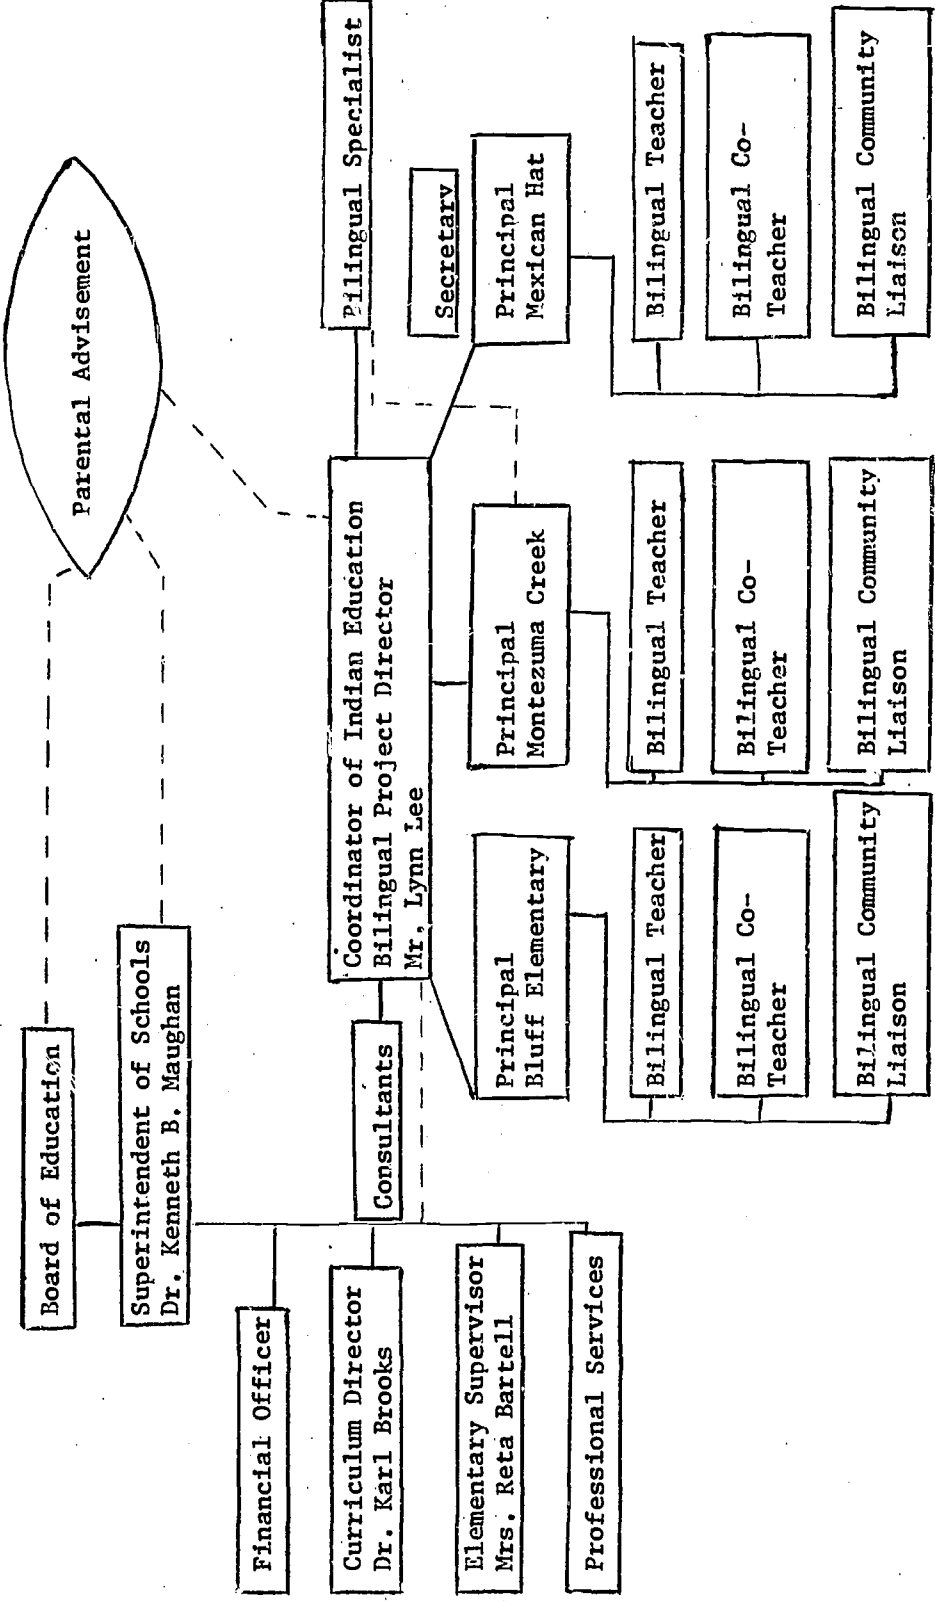 Parental Advisement
Board of Education
Superintendent of Schools
Dr. Kenneth B. Maughan
Financial Officer
Curriculum Director
Dr. Karl Brooks
Elementary Supervisor
Mrs. Reta Bartell
Professional Services
Consultants
Coordinator of Indian Education
Bilingual Project Director
Mr. Lynn Lee
Bilingual Specialist
Secretary
Principal
Bluff Elementary
Bilingual Teacher
Bilingual Co-
Teacher
Bilingual Community
Liaison
Principal
Montezuma Creek
Bilingual Teacher
Bilingual Co-
Teacher
Bilingual Community
Liaison
Principal
Mexican Hat
Bilingual Teacher
Bilingual Co-
Teacher
Bilingual Community
Liaison